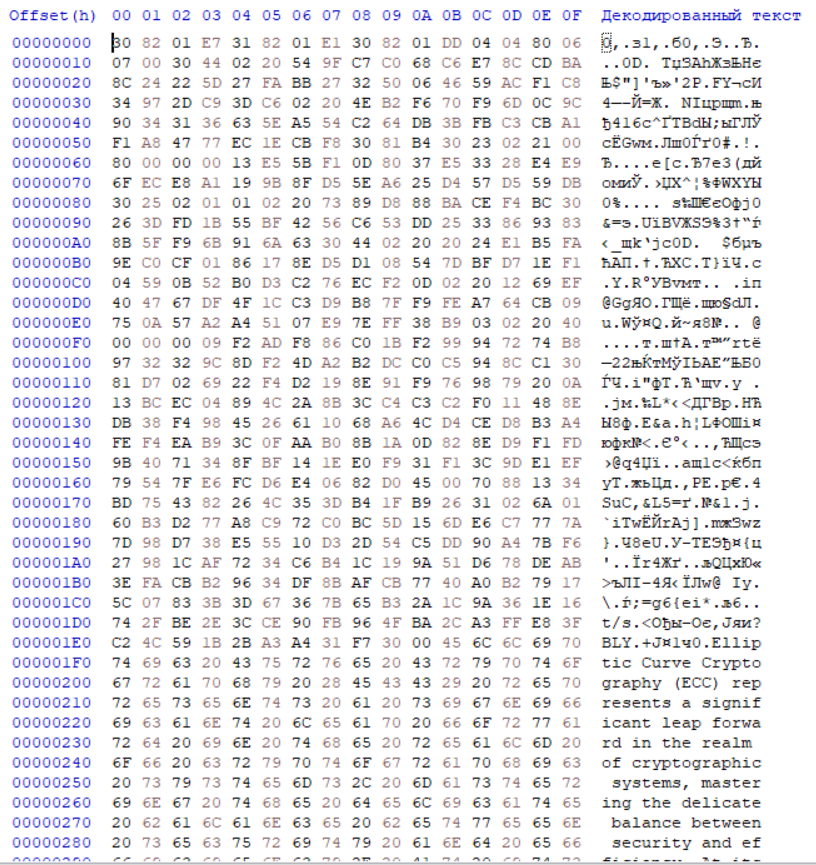 Offset(h) 00 01 02 03 04 05 06 07 08 09 0A 0B 0C 0D 0E 0F Декодированный текст
00000000 30 82 01 E7 31 82 01 E1 30 82 01 DD 04 04 80 06 0‚.з1‚.б0‚.Э..Ђ.
00000010 07 00 30 44 02 20 54 9F C7 C0 68 C6 E7 8C CD BA ..0D. TџЗАhЖзЊНє
00000020 8C 24 22 5D 27 FA BB 27 32 50 06 46 59 AC F1 C8 Њ$"]'ъ»'2P.FY¬сИ
00000030 34 97 2D C9 3D C6 02 20 4E B2 F6 70 F9 6D 0C 9C 4—-Й=Ж. NІцpщm.њ
00000040 90 34 31 36 63 5E A5 54 C2 64 DB 3B FB C3 CB A1 ђ416c^ҐTВdЫ;ыГЛЎ
00000050 F1 A8 47 77 EC 1E CB F8 30 81 B4 30 23 02 21 00 сЁGwм.Лш0Ѓґ0#.!.
00000060 80 00 00 00 13 E5 5B F1 0D 80 37 E5 33 28 E4 E9 Ђ....е[с.Ђ7е3(дй
00000070 6F EC E8 A1 19 9B 8F D5 5E A6 25 D4 57 D5 59 DB oмиЎ.›ЏХ^¦%ФWХYЫ
00000080 30 25 02 01 01 02 20 73 89 D8 88 BA CE F4 BC 30 0%.... s‰Ш€єОфј0
00000090 26 3D FD 1B 55 BF 42 56 C6 53 DD 25 33 86 93 83 &=э.UїBVЖSЭ%3†“ѓ
000000A0 8B 5F F9 6B 91 6A 63 30 44 02 20 20 24 E1 B5 FA ‹_щk‘jc0D.  $бµъ
000000B0 9E C0 CF 01 86 17 8E D5 D1 08 54 7D BF D7 1E F1 ћАП.†.ЋХС.T}їЧ.с
000000C0 04 59 0B 52 B0 D3 C2 76 EC CF 2 0D 02 20 12 69 EF .Y.R°УВvмт.. .iп
000000D0 40 47 67 DF 4F 1C C3 D9 B8 7F F9 FE A7 64 CB 09 @GgЯO.ГЩё.щю§dЛ.
000000E0 75 0A 57 A2 A4 51 07 E9 7E FF 38 B9 03 02 20 40 u.Wў¤Q.й~я8№.. @
000000F0 00 00 00 09 F2 AD F8 86 C0 1B F2 99 94 72 74 B8 ....т.ш†А.т™”rtё
00000100 97 32 32 9C 8D F2 4D A2 B2 DC C0 C5 94 8C C1 30 —22њЌтMўІЬАЕ”ЊБ0
00000110 81 D7 02 69 22 F4 D2 19 8E 91 F9 76 98 79 20 0A ЃЧ.i"фТ.Ћ‘щv.y .
00000120 13 BC EC 04 89 4C 2A 8B 3C C4 C3 C2 F0 11 48 8E .јм.‰L*‹<ДГВр.HЋ
00000130 DB 38 F4 98 45 26 61 10 68 A6 4C D4 CE D8 B3 A4 Ы8ф.E&a.h¦LФОШі¤
00000140 FE F4 EA B9 3C 0F AA B0 8B 1A 0D 82 8E D9 F1 FD юфк№<.Є°‹..‚ЋЩсэ
00000150 9B 40 71 34 8F BF 14 1E E0 F9 31 F1 3C 9D E1 EF ›@q4Џї..ащ1с<ќбп
00000160 79 54 7F E6 FC D6 E4 06 82 D0 45 00 70 88 13 34 yT.жьЦд.‚РE.p€.4
00000170 BD 75 43 82 26 4C 35 3D B4 1F B9 26 31 02 6A 01 ЅuC‚&L5=ґ.№&1.j.
00000180 60 B3 D2 77 A8 C9 72 C0 BC 5D 15 6D E6 C7 77 7A `іТwЁЙrАј].mжЗwz
00000190 7D 98 D7 38 E5 55 10 D3 2D 54 C5 DD 90 A4 7B F6 }.Ч8еU.У-TЕЭђ¤{ц
000001A0 27 98 1C AF 72 34 C6 B4 1C 19 9A 51 D6 78 DE AB '..Їr4Жґ..љQЦxЮ«
000001B0 3E FA CB B2 96 34 DF 8B AF CB 77 40 A0 B2 79 17 >ъЛІ–4Я‹ЇЛw@ Іy.
000001C0 5C 07 83 3B 3D 67 36 7B 65 B3 2A 1C 9A 36 1E 16 \.ѓ;=g6{eі*.љ6..
000001D0 74 2F BE 2E 3C CE 90 FB 96 4F BA 2C A3 FF E8 3F t/ѕ.<Ођы–Oє,Јяи?
000001E0 C2 4C 59 1B 2B A3 A4 31 F7 30 00 45 6C 6C 69 70 ВLY.+Ј¤1ч0.Ellip
000001F0 74 69 63 20 43 75 72 76 65 20 43 72 79 70 74 6F tic Curve Crypto
00000200 67 72 61 70 68 79 20 28 45 43 43 29 20 72 65 70 graphy (ECC) rep
00000210 72 65 73 65 6E 74 73 20 61 20 73 69 67 6E 69 66 resents a signif
00000220 69 63 61 6E 74 20 6C 65 61 70 20 66 6F 72 77 61 icant leap forwa
00000230 72 64 20 69 6E 20 74 68 65 20 72 65 61 6C 6D 20 rd in the realm
00000240 6F 66 20 63 72 79 70 74 6F 67 72 61 70 68 69 63 of cryptographic
00000250 20 73 79 73 74 65 6D 73 2C 20 6D 61 73 74 65 72 systems, master
00000260 69 6E 67 20 74 68 65 20 64 65 6C 69 63 61 74 65 ing the delicate
00000270 20 62 61 6C 61 6E 63 65 20 62 65 74 77 65 65 6E balance between
00000280 20 73 65 63 75 72 69 74 79 20 61 6E 64 20 65 66 security and ef